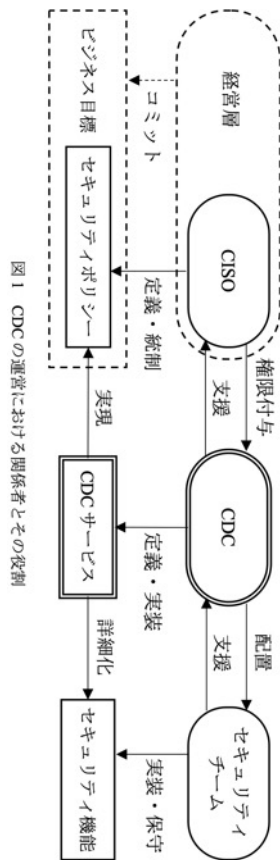 経営層
CISO
権限付与
支援
CDC
配置
支援
セキュリティ
チーム
コミット
定義・統制
定義・実装
実装・保守
ビジネス目標
セキュリティポリシー
実現
CDC サービス
詳細化
セキュリティ機能
図 1 CDC の運営における関係者とその役割